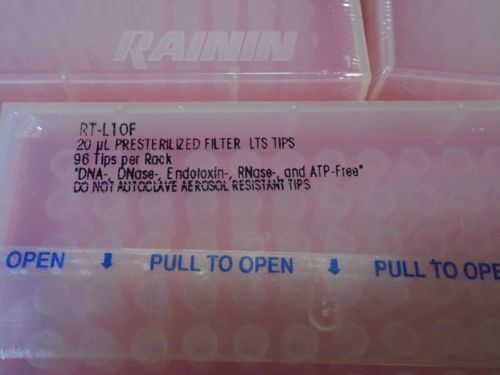 RAININ
RT-L10F
20 µL PRESTERILIZED FILTER LTS TIPS
96 Tips per Rack
"DNA-, DNase-, Endotoxin-, RNase-, and ATP-Free"
DO NOT AUTOCLAVE AEROSOL RESISTANT TIPS
OPEN PULL TO OPEN PULL TO OPE